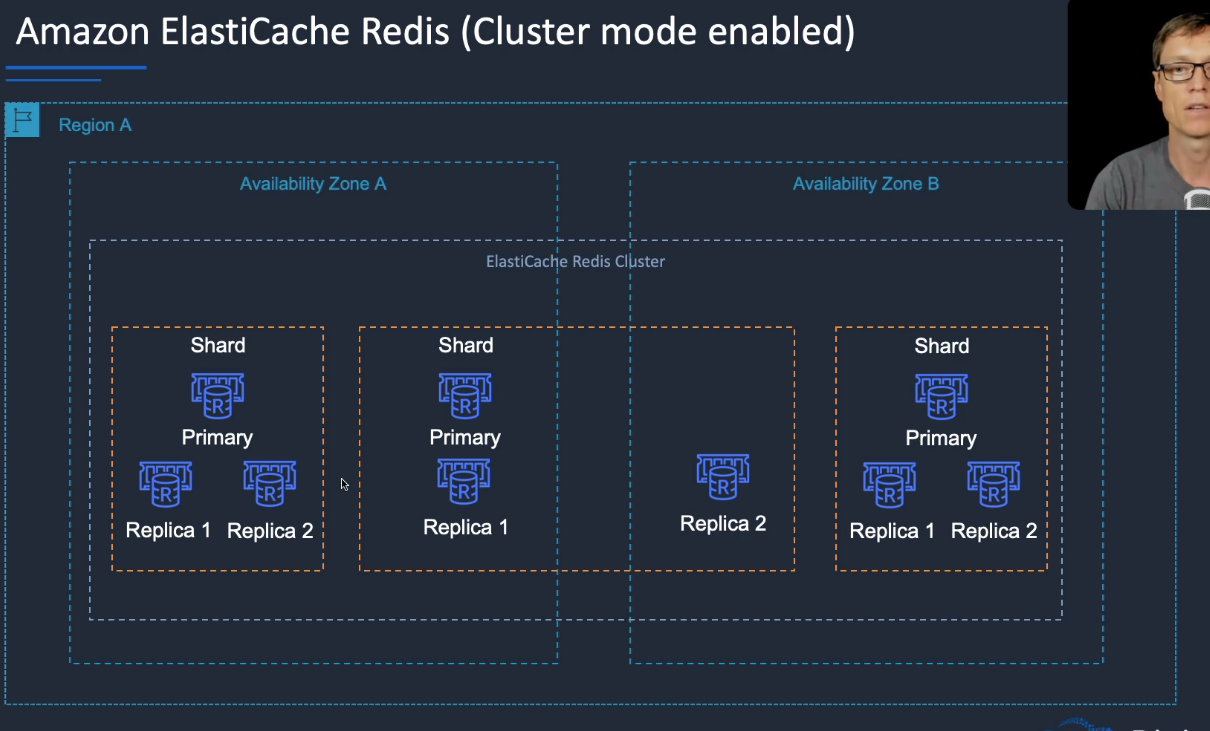 Amazon ElastiCache Redis (Cluster mode enabled)
Region A
Availability Zone A
Availability Zone B
ElastiCache Redis Cluster
Shard
Shard
Shard
R
R
R
Primary
Primary
Primary
R
R
R
R
R
R
Replica 1
Replica 2
Replica 1
Replica 2
Replica 1
Replica 2